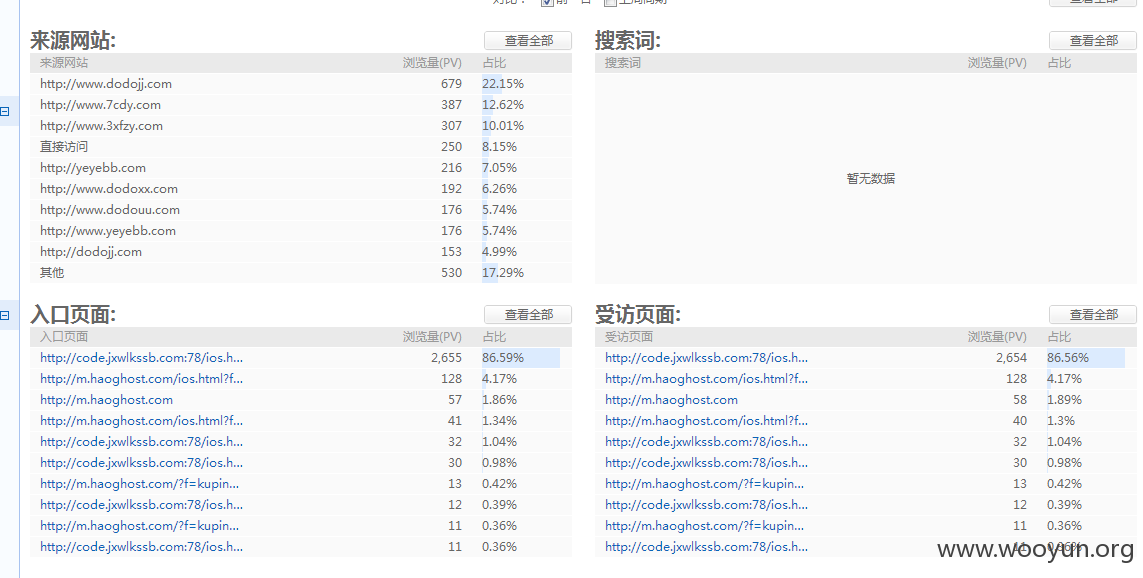 来源网站: 查看全部
来源网站 浏览量(PV) 占比
http://www.dodojj.com 679 22.15%
http://www.7cdy.com 387 12.62%
http://www.3xfzy.com 307 10.01%
直接访问 250 8.15%
http://yeyebb.com 216 7.05%
http://www.dodoxx.com 192 6.26%
http://www.dodouu.com 176 5.74%
http://www.yeyebb.com 176 5.74%
http://dodojj.com 153 4.99%
其他 530 17.29%
搜索词: 查看全部
搜索词 浏览量(PV) 占比
暂无数据
入口页面: 查看全部
入口页面 浏览量(PV) 占比
http://code.jxwlkssb.com:78/ios.h... 2,655 86.59%
http://m.haoghost.com/ios.html?f... 128 4.17%
http://m.haoghost.com 57 1.86%
http://m.haoghost.com/ios.html?f... 41 1.34%
http://code.jxwlkssb.com:78/ios.h... 32 1.04%
http://code.jxwlkssb.com:78/ios.h... 30 0.98%
http://m.haoghost.com/?f=kupin... 13 0.42%
http://code.jxwlkssb.com:78/ios.h... 12 0.39%
http://m.haoghost.com/?f=kupin... 11 0.36%
http://code.jxwlkssb.com:78/ios.h... 11 0.36%
受访页面: 查看全部
受访页面 浏览量(PV) 占比
http://code.jxwlkssb.com:78/ios.h... 2,654 86.56%
http://m.haoghost.com/ios.html?f... 128 4.17%
http://m.haoghost.com 58 1.89%
http://m.haoghost.com/ios.html?f... 40 1.3%
http://code.jxwlkssb.com:78/ios.h... 32 1.04%
http://code.jxwlkssb.com:78/ios.h... 30 0.98%
http://m.haoghost.com/?f=kupin... 13 0.42%
http://code.jxwlkssb.com:78/ios.h... 12 0.39%
http://m.haoghost.com/?f=kupin... 11 0.36%
http://code.jxwlkssb.com:78/ios.h... 11 0.36%
www.wooyun.org